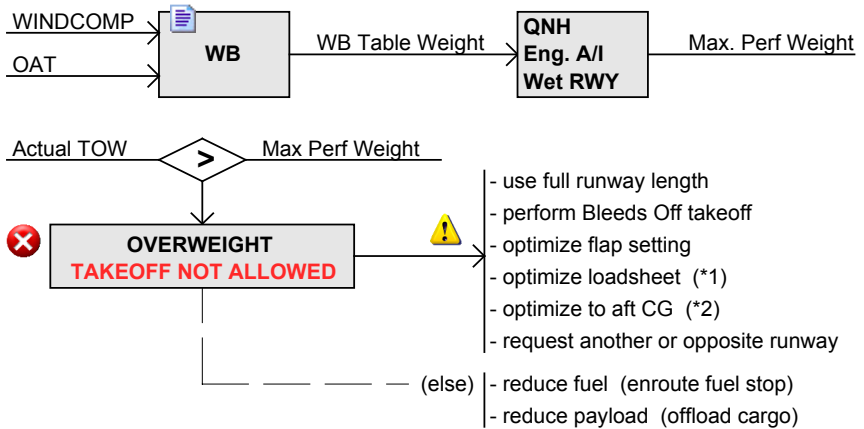 WINDCOMP
OAT
WB
WB Table Weight
QNH
Eng. A/I
Wet RWY
Max. Perf Weight
Actual TOW > Max Perf Weight
OVERWEIGHT
TAKEOFF NOT ALLOWED
- use full runway length
- perform Bleeds Off takeoff
- optimize flap setting
- optimize loadsheet (*1)
- optimize to aft CG (*2)
- request another or opposite runway
(else) - reduce fuel (enroute fuel stop)
- reduce payload (offload cargo)